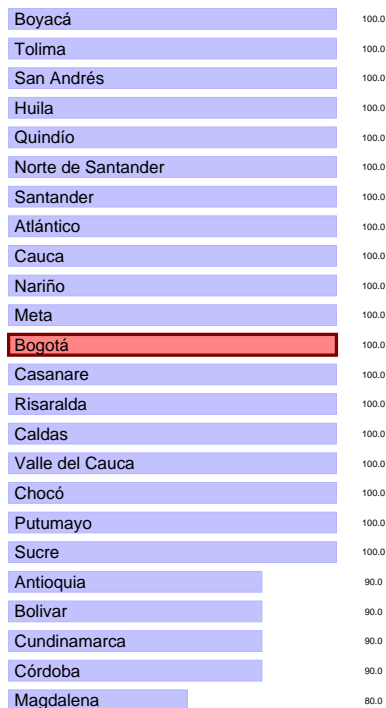 Boyacá 100.0
Tolima 100.0
San Andrés 100.0
Huila 100.0
Quindío 100.0
Norte de Santander 100.0
Santander 100.0
Atlántico 100.0
Cauca 100.0
Nariño 100.0
Meta 100.0
Bogotá 100.0
Casanare 100.0
Risaralda 100.0
Caldas 100.0
Valle del Cauca 100.0
Chocó 100.0
Putumayo 100.0
Sucre 100.0
Antioquia 90.0
Bolivar 90.0
Cundinamarca 90.0
Córdoba 90.0
Magdalena 80.0